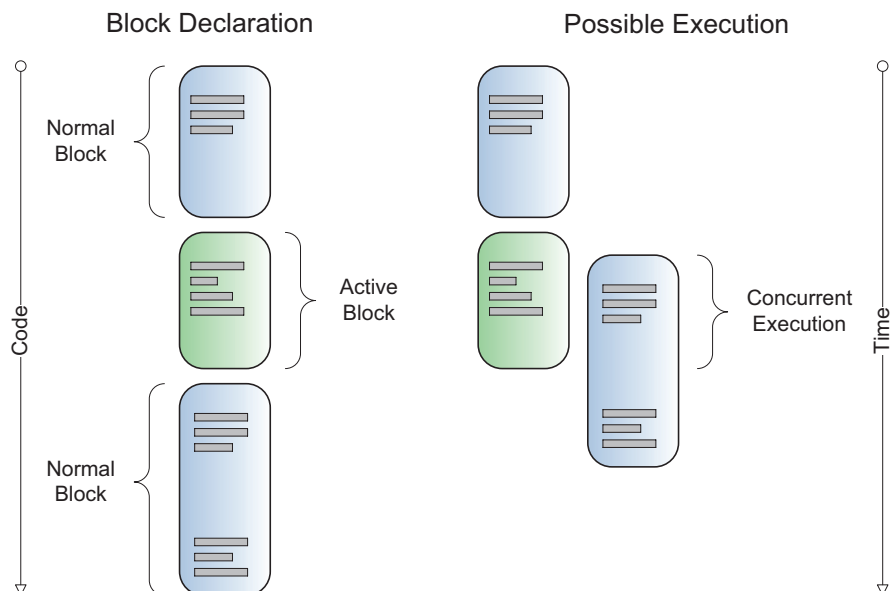 Block Declaration
Possible Execution
Normal
Block
Active
Block
Concurrent
Execution
Code
Time
Normal
Block